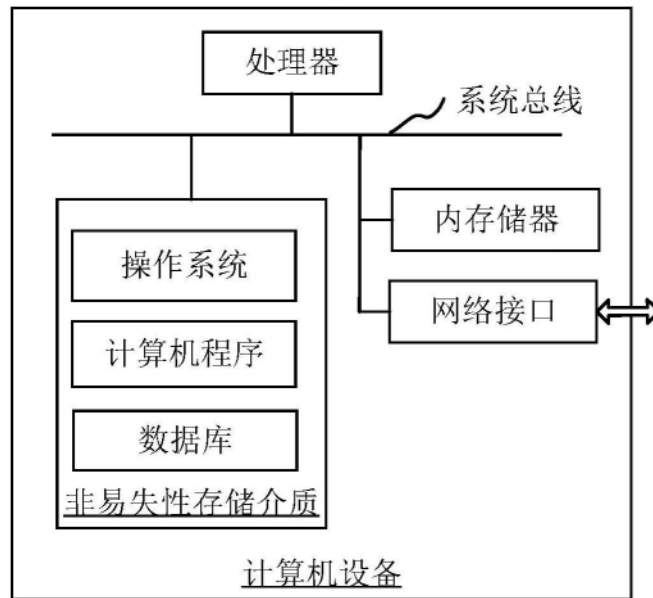 处理器
系统总线
操作系统
内存储器
计算机程序
网络接口
数据库
非易失性存储介质
计算机设备